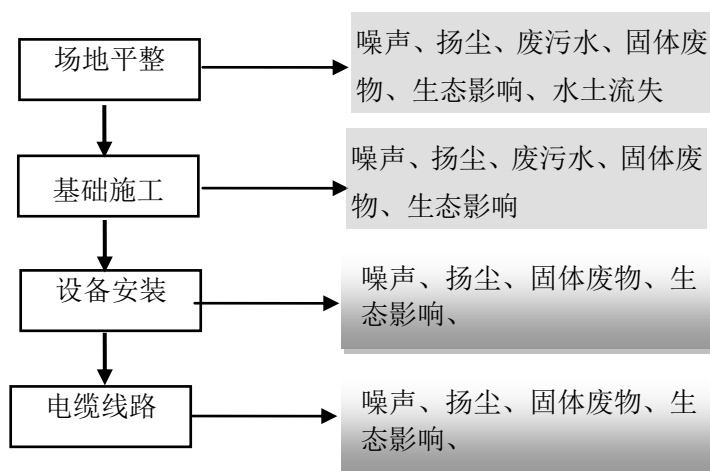 场地平整
噪声、扬尘、废污水、固体废
物、生态影响、水土流失
基础施工
噪声、扬尘、废污水、固体废
物、生态影响
设备安装
噪声、扬尘、固体废物、生
态影响、
电缆线路
噪声、扬尘、固体废物、生
态影响、